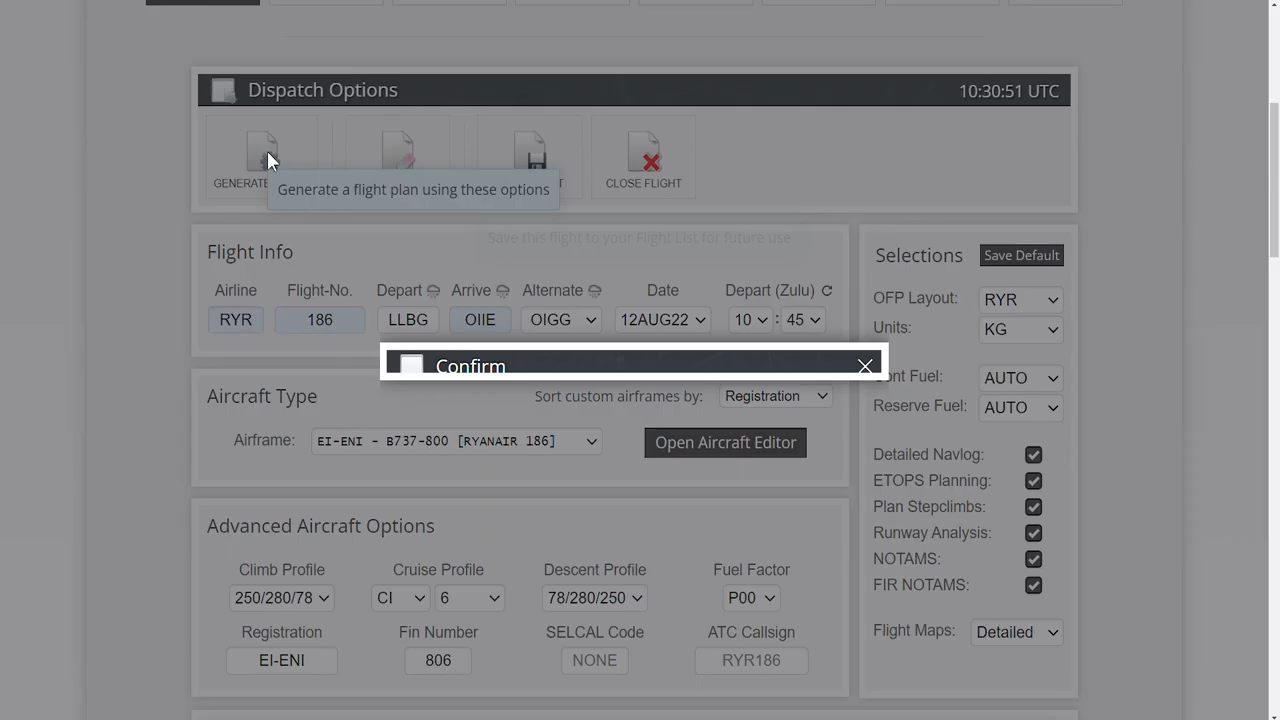 Dispatch Options
10:30:51 UTC
GENERATE
CLOSE FLIGHT
Generate a flight plan using these options
Save this flight to your Flight List for future use
Flight Info
Airline Flight-No. Depart Arrive Alternate Date Depart (Zulu)
RYR 186 LLBG OIIE OIGG 12AUG22 10 : 45
Confirm
Aircraft Type
Sort custom airframes by: Registration
Airframe: EI-ENI - B737-800 [RYANAIR 186] Open Aircraft Editor
Advanced Aircraft Options
Climb Profile Cruise Profile Descent Profile Fuel Factor
250/280/78 CI 6 78/280/250 P00
Registration Fin Number SELCAL Code ATC Callsign
EI-ENI 806 NONE RYR186
Selections Save Default
OFP Layout: RYR
Units: KG
ont Fuel: AUTO
Reserve Fuel: AUTO
Detailed Navlog:
ETOPS Planning:
Plan Stepclimbs:
Runway Analysis:
NOTAMS:
FIR NOTAMS:
Flight Maps: Detailed